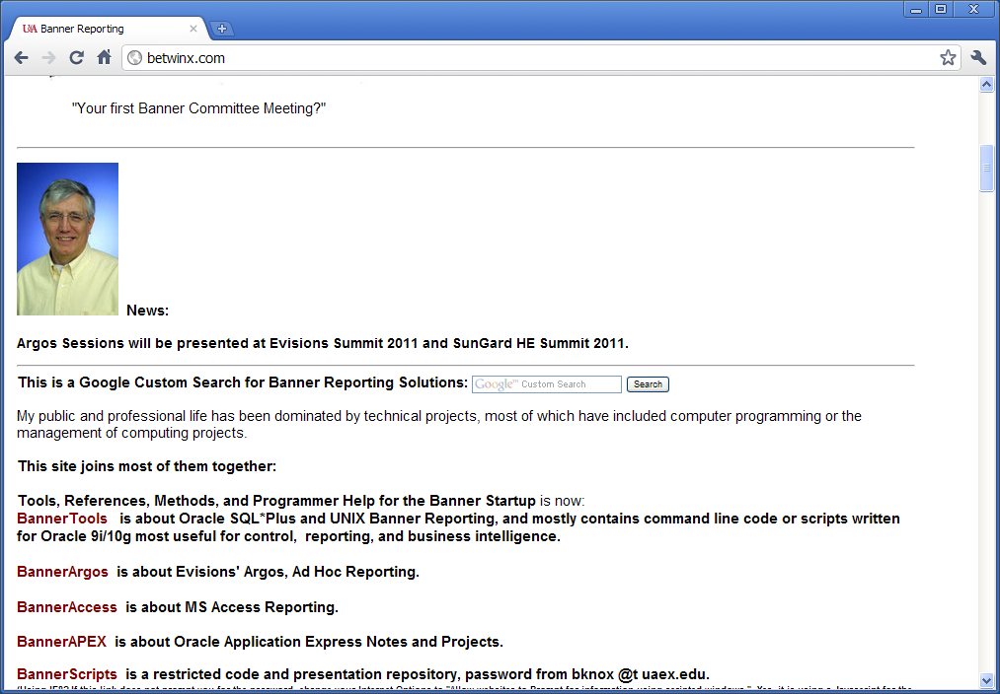 UA Banner Reporting
betwinx.com
"Your first Banner Committee Meeting?"
News:
Argos Sessions will be presented at Evisions Summit 2011 and SunGard HE Summit 2011.
This is a Google Custom Search for Banner Reporting Solutions: Google™ Custom Search Search
My public and professional life has been dominated by technical projects, most of which have included computer programming or the
management of computing projects.
This site joins most of them together:
Tools, References, Methods, and Programmer Help for the Banner Startup is now:
BannerTools is about Oracle SQL*Plus and UNIX Banner Reporting, and mostly contains command line code or scripts written
for Oracle 9i/10g most useful for control, reporting, and business intelligence.
BannerArgos is about Evisions' Argos, Ad Hoc Reporting.
BannerAccess is about MS Access Reporting.
BannerAPEX is about Oracle Application Express Notes and Projects.
BannerScripts is a restricted code and presentation repository, password from bknox @t uaex.edu.